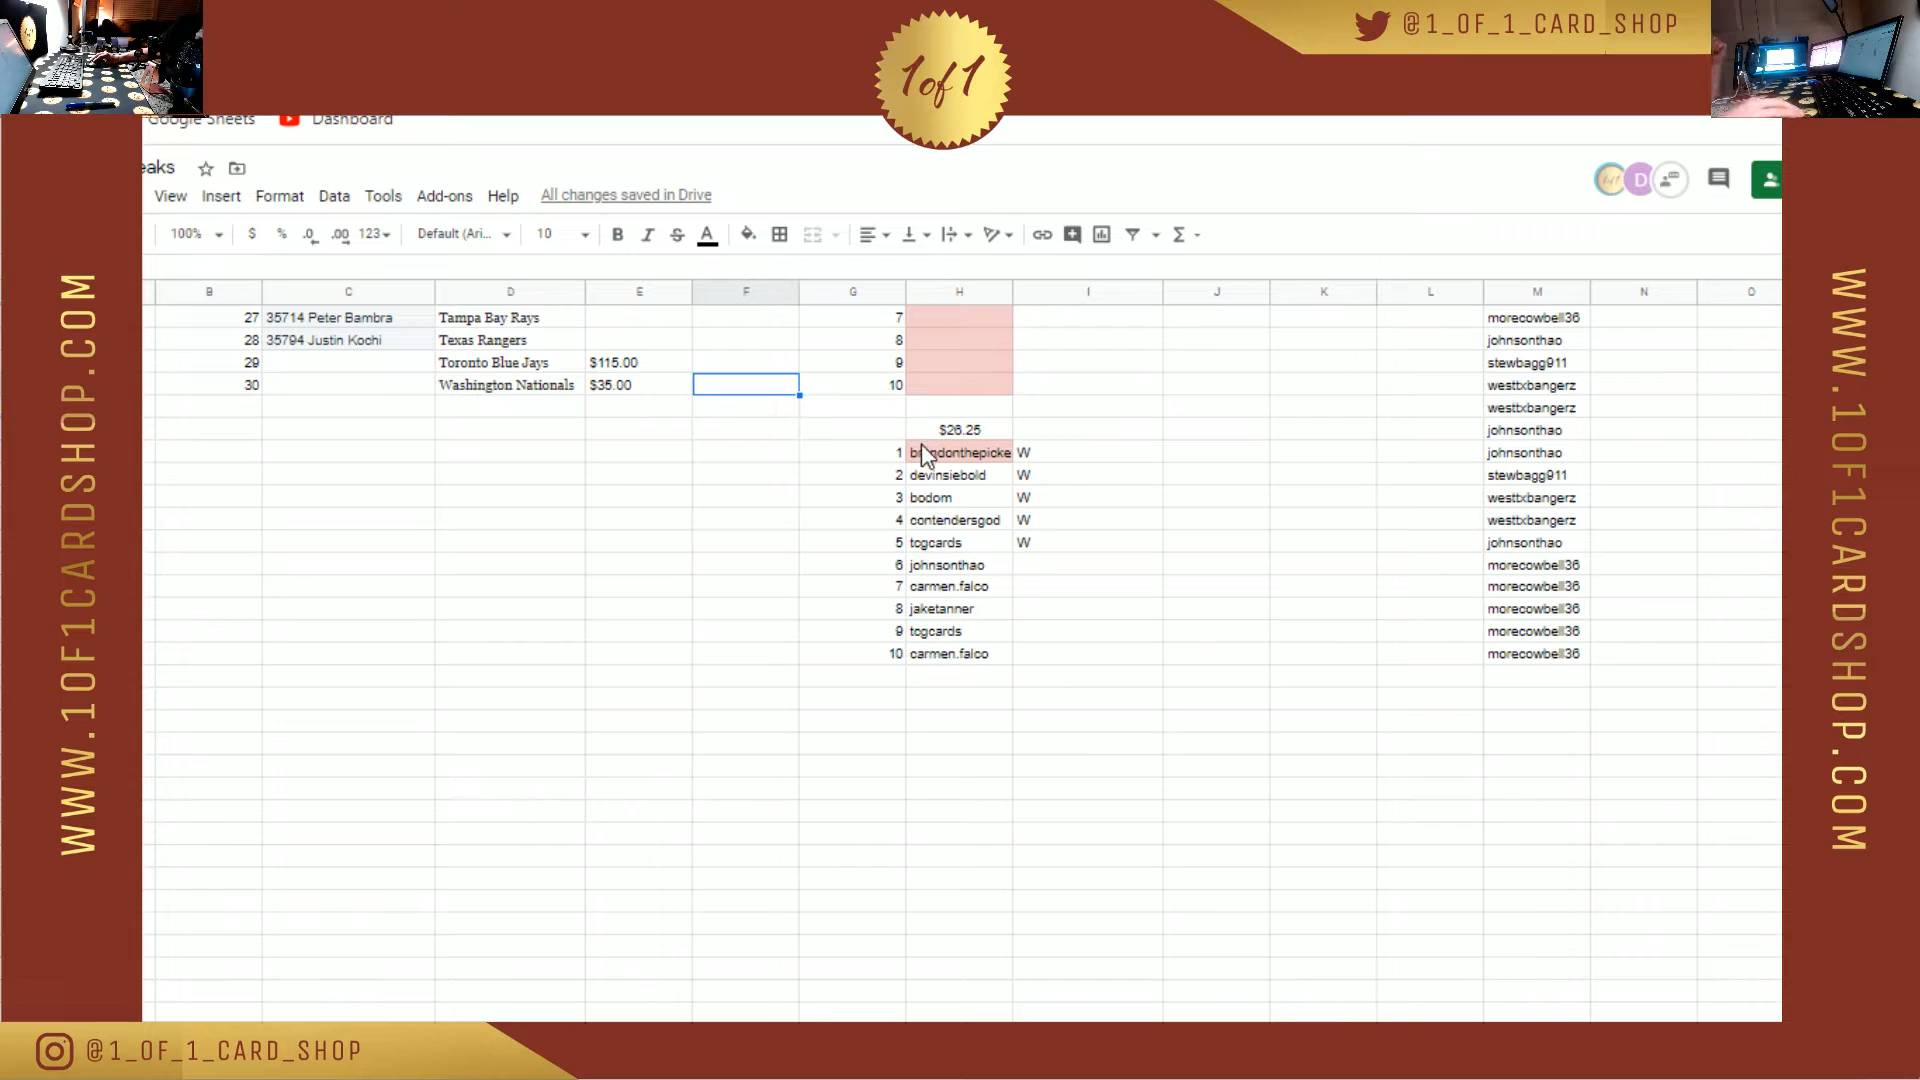 @1_OF_1_CARD_SHOP
1of1
Google Sheets Dashboard
eaks
D
View Insert Format Data Tools Add-ons Help All changes saved in Drive
100% $ % .0 .00 123 Default (Ari... 10 B I S A Σ
B C D E F G H I J K L M N O
27 35714 Peter Bambra Tampa Bay Rays 7 morecowbell36
28 35794 Justin Kochi Texas Rangers 8 johnsonthao
29 Toronto Blue Jays $115.00 9 stewbagg911
30 Washington Nationals $35.00 10 westtxbangerz
westtxbangerz
$26.25 johnsonthao
1 W johnsonthao
2 devinsiebold W stewbagg911
3 bodom W westtxbangerz
4 contendersgod W westtxbangerz
5 tcgcards W johnsonthao
6 johnsonthao morecowbell36
7 carmen.falco morecowbell36
8 jaketanner morecowbell36
9 tcgcards morecowbell36
10 carmen.falco morecowbell36
WWW.1OF1CARDSHOP.COM
WWW.1OF1CARDSHOP.COM
@1_OF_1_CARD_SHOP